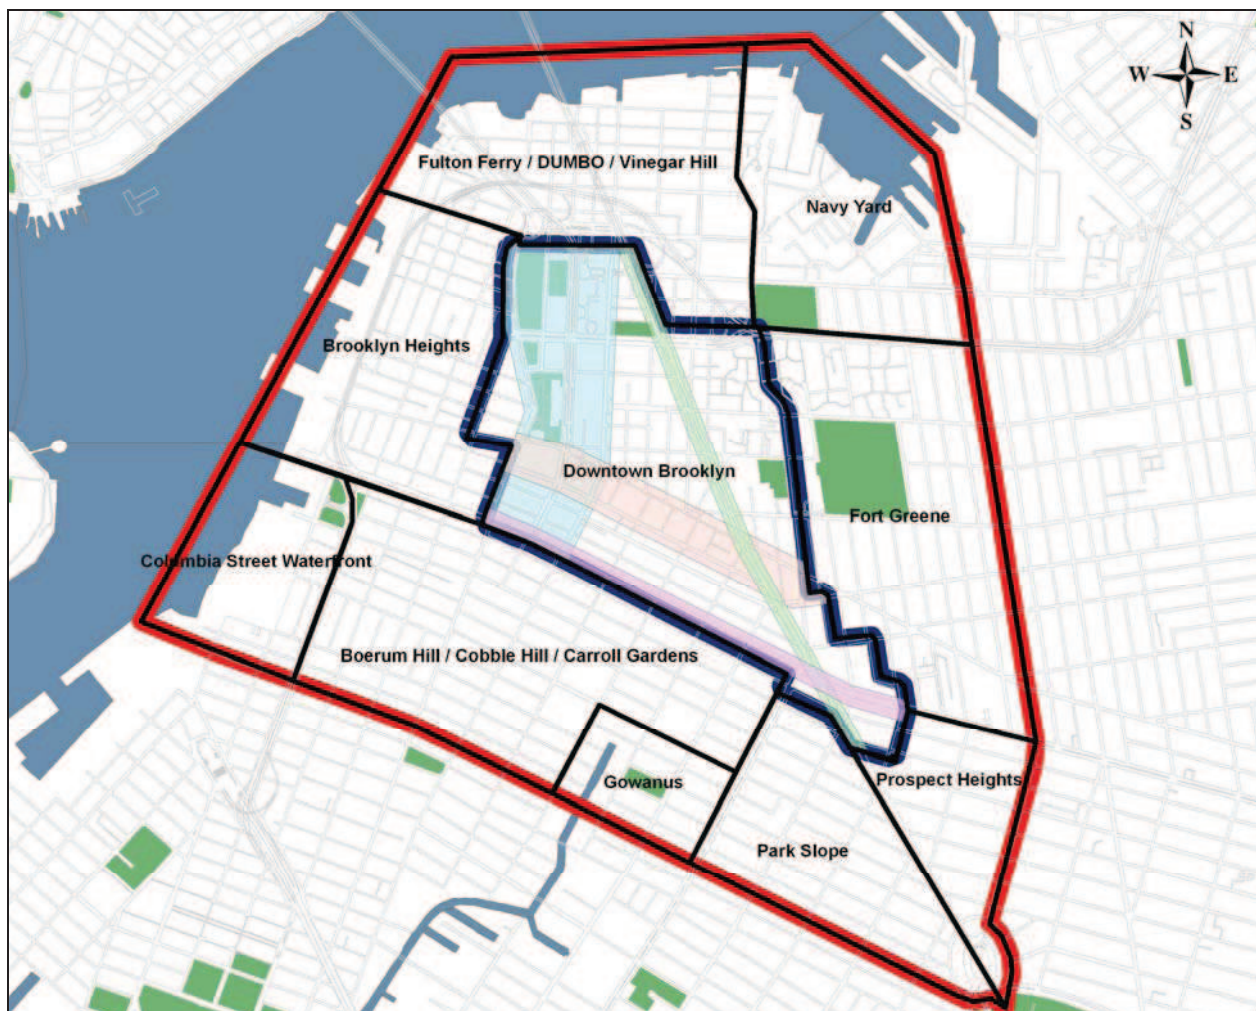 N
W E
S
Fulton Ferry / DUMBO / Vinegar Hill
Navy Yard
Brooklyn Heights
Downtown Brooklyn
Fort Greene
Columbia Street Waterfront
Boerum Hill / Cobble Hill / Carroll Gardens
Gowanus
Prospect Heights
Park Slope